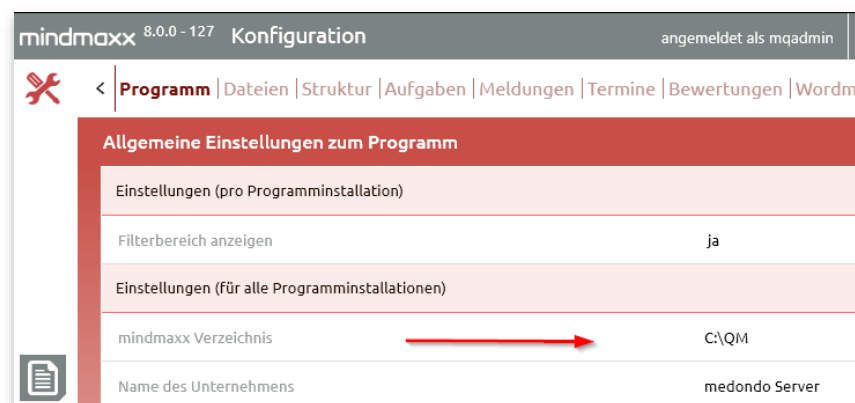 mindmaxx 8.0.0 - 127 Konfiguration angemeldet als mqadmin
< Programm | Dateien | Struktur | Aufgaben | Meldungen | Termine | Bewertungen |
Allgemeine Einstellungen zum Programm
Einstellungen (pro Programminstallation)
Filterbereich anzeigen ja
Einstellungen (für alle Programminstallationen)
mindmaxx Verzeichnis C:\QM
Name des Unternehmens medondo Server